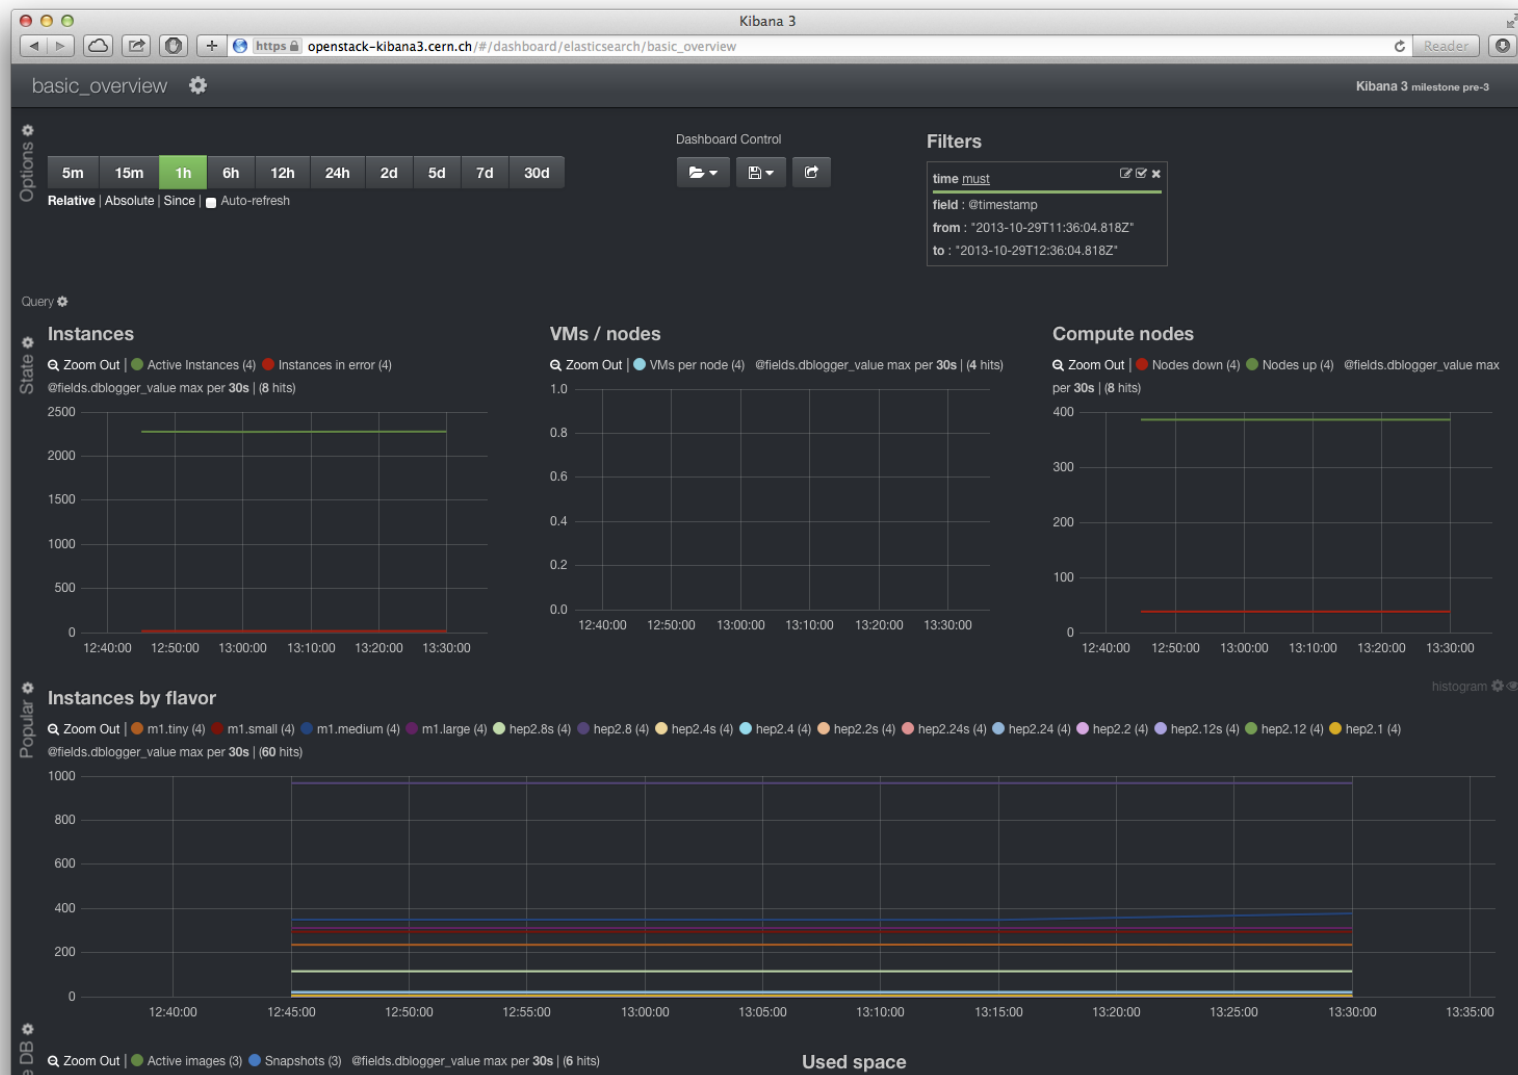 Kibana 3
https openstack-kibana3.cern.ch/#/dashboard/elasticsearch/basic_overview
Reader
basic_overview
Kibana 3 milestone pre-3
Options
5m 15m 1h 6h 12h 24h 2d 5d 7d 30d
Relative | Absolute | Since | Auto-refresh
Dashboard Control
Filters
time must
field : @timestamp
from : "2013-10-29T11:36:04.818Z"
to : "2013-10-29T12:36:04.818Z"
Query
State
Instances
Zoom Out | Active Instances (4) Instances in error (4)
@fields.dblogger_value max per 30s | (8 hits)
2500
2000
1500
1000
500
0
12:40:00 12:50:00 13:00:00 13:10:00 13:20:00 13:30:00
VMs / nodes
Zoom Out | VMs per node (4) @fields.dblogger_value max per 30s | (4 hits)
1.0
0.8
0.6
0.4
0.2
0.0
12:40:00 12:50:00 13:00:00 13:10:00 13:20:00 13:30:00
Compute nodes
Zoom Out | Nodes down (4) Nodes up (4) @fields.dblogger_value max
per 30s | (8 hits)
400
300
200
100
0
12:40:00 12:50:00 13:00:00 13:10:00 13:20:00 13:30:00
histogram
Popular
Instances by flavor
Zoom Out | m1.tiny (4) m1.small (4) m1.medium (4) m1.large (4) hep2.8s (4) hep2.8 (4) hep2.4s (4) hep2.4 (4) hep2.2s (4) hep2.24s (4) hep2.24 (4) hep2.2 (4) hep2.12s (4) hep2.12 (4) hep2.1 (4)
@fields.dblogger_value max per 30s | (60 hits)
1000
800
600
400
200
0
12:40:00 12:45:00 12:50:00 12:55:00 13:00:00 13:05:00 13:10:00 13:15:00 13:20:00 13:25:00 13:30:00 13:35:00
DB
Zoom Out | Active images (3) Snapshots (3) @fields.dblogger_value max per 30s | (6 hits)
Used space